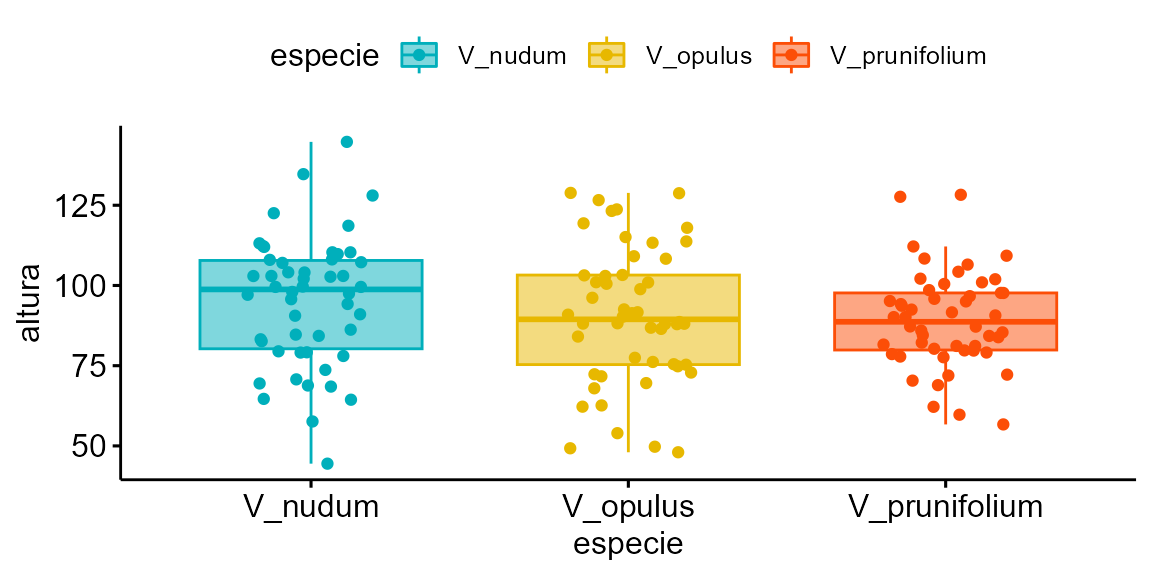 especie V_nudum V_opulus V_prunifolium
altura
125
100
75
50
V_nudum V_opulus V_prunifolium
especie